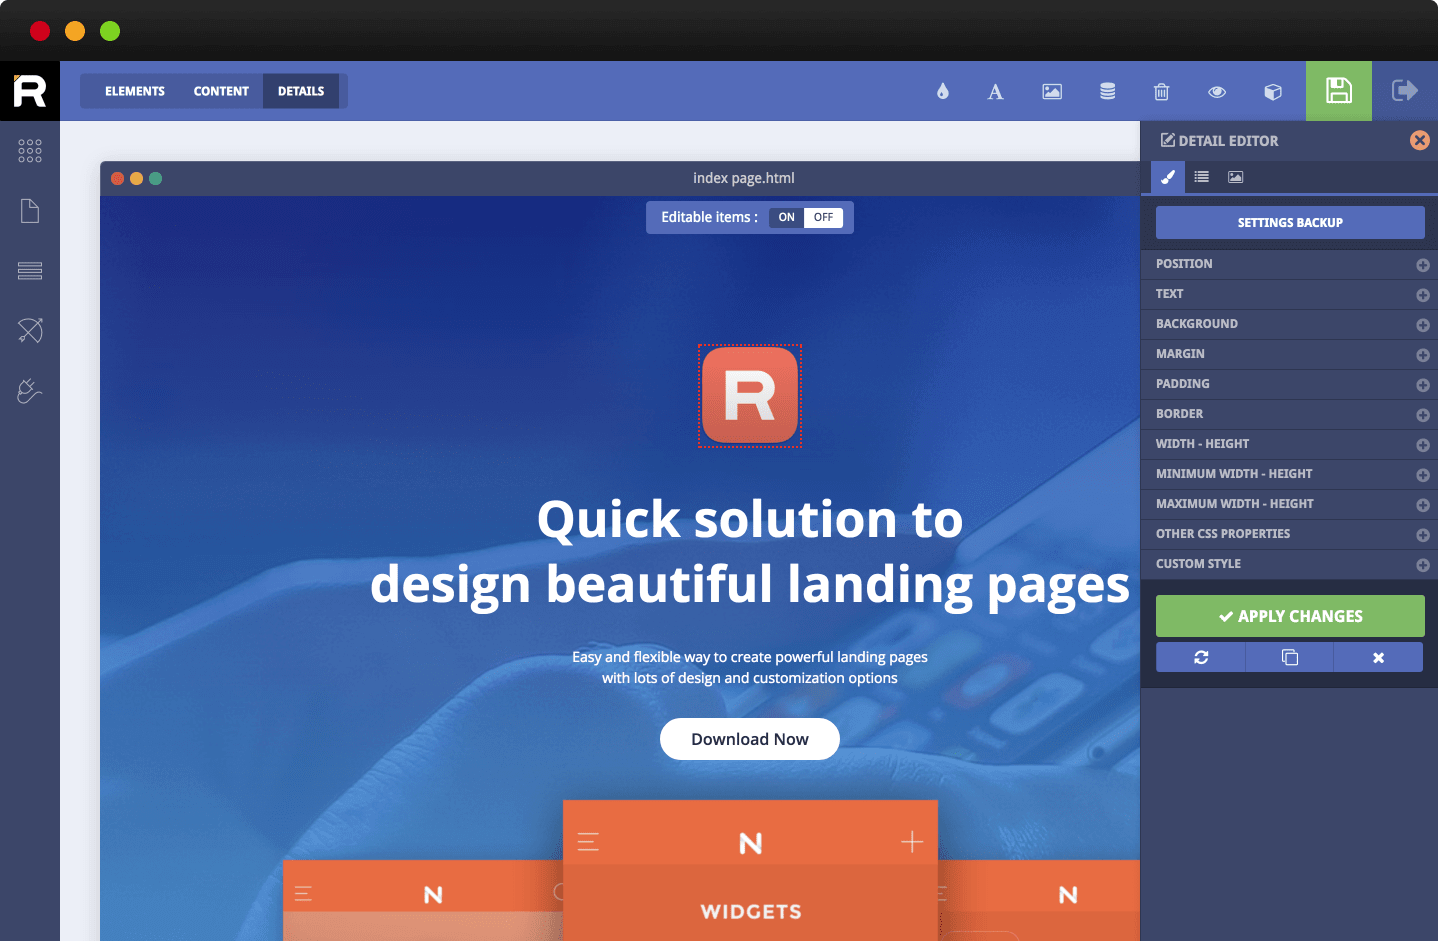 R
ELEMENTS CONTENT DETAILS
A
DETAIL EDITOR
index page.html
Editable items : ON OFF
SETTINGS BACKUP
POSITION
TEXT
BACKGROUND
MARGIN
PADDING
BORDER
WIDTH - HEIGHT
MINIMUM WIDTH - HEIGHT
MAXIMUM WIDTH - HEIGHT
OTHER CSS PROPERTIES
CUSTOM STYLE
APPLY CHANGES
R
Quick solution to
design beautiful landing pages
Easy and flexible way to create powerful landing pages
with lots of design and customization options
Download Now
N
N
N
WIDGETS